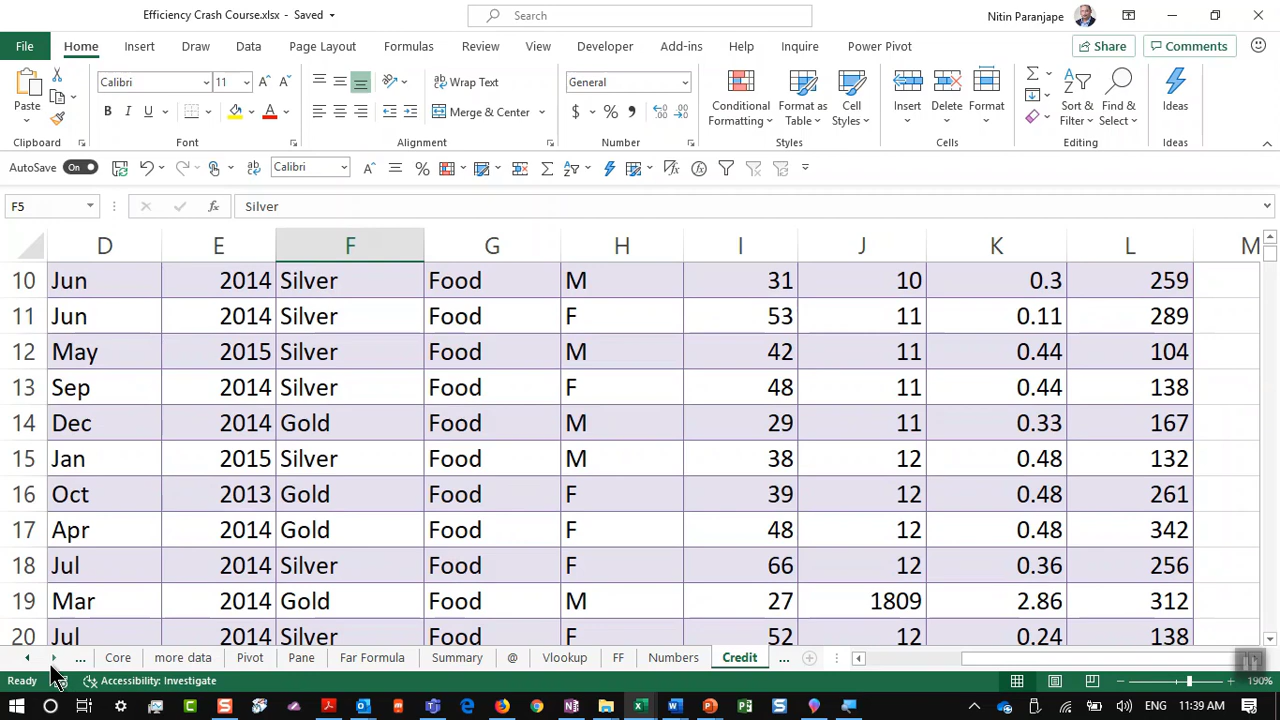 Efficiency Crash Course.xlsx - Saved
Search
Nitin Paranjape
File Home Insert Draw Data Page Layout Formulas Review View Developer Add-ins Help Inquire Power Pivot Share Comments
Calibri 11 Wrap Text General
Paste B I U Merge & Center $ % Conditional Formatting Format as Table Cell Styles Insert Delete Format Sort & Filter Find & Select Ideas
Clipboard Font Alignment Number Styles Cells Editing Ideas
AutoSave On Calibri
F5 fx Silver
D E F G H I J K L M
10 Jun 2014 Silver Food M 31 10 0.3 259
11 Jun 2014 Silver Food F 53 11 0.11 289
12 May 2015 Silver Food M 42 11 0.44 104
13 Sep 2014 Silver Food F 48 11 0.44 138
14 Dec 2014 Gold Food M 29 11 0.33 167
15 Jan 2015 Silver Food M 38 12 0.48 132
16 Oct 2013 Gold Food F 39 12 0.48 261
17 Apr 2014 Gold Food F 48 12 0.48 342
18 Jul 2014 Silver Food F 66 12 0.36 256
19 Mar 2014 Gold Food M 27 1809 2.86 312
20 Jul 2014 Silver Food F 52 12 0.24 138
... Core more data Pivot Pane Far Formula Summary @ Vlookup FF Numbers Credit ...
Ready Accessibility: Investigate 190%
ENG 11:39 AM